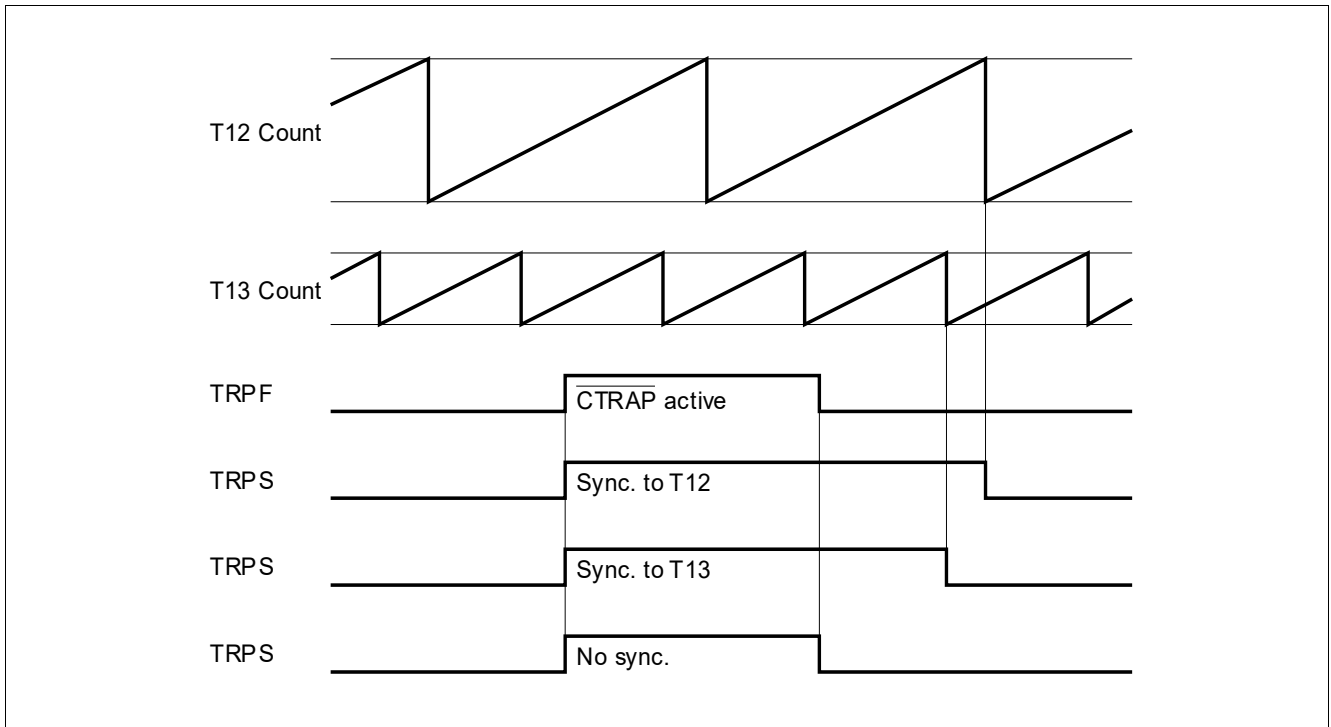 T12 Count
T13 Count
TRPF
CTRAP active
TRPS
Sync. to T12
TRPS
Sync. to T13
TRPS
No sync.